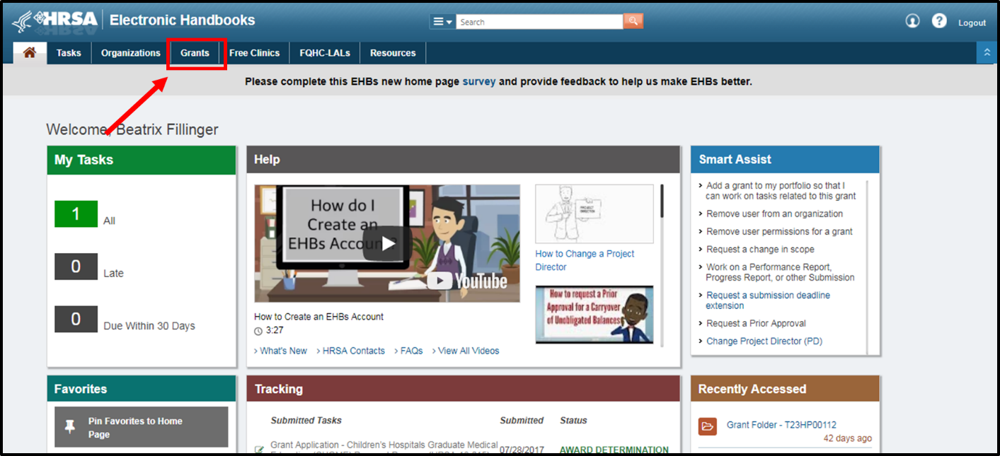 HRSA Electronic Handbooks
Search
Logout
Tasks Organizations Grants Free Clinics FQHC-LALs Resources
Please complete this EHBs new home page survey and provide feedback to help us make EHBs better.
Welcome, Beatrix Fillinger
My Tasks
1 All
0 Late
0 Due Within 30 Days
Help
How do I
Create an
EHBs Account?
YouTube
How to Create an EHBs Account
3:27
What's New HRSA Contacts FAQs View All Videos
PROJECT
DIRECTOR
How to Change a Project
Director
How to request a Prior
Approval for a Carryover
of Unobligated Balances
Smart Assist
Add a grant to my portfolio so that I
can work on tasks related to this grant
Remove user from an organization
Remove user permissions for a grant
Request a change in scope
Work on a Performance Report,
Progress Report, or other Submission
Request a submission deadline
extension
Request a Prior Approval
Change Project Director (PD)
Favorites
Pin Favorites to Home
Page
Tracking
Submitted Tasks Submitted Status
Grant Application - Children's Hospitals Graduate Medical
07/28/2017 AWARD DETERMINATION
Recently Accessed
Grant Folder - T23HP00112
42 days ago